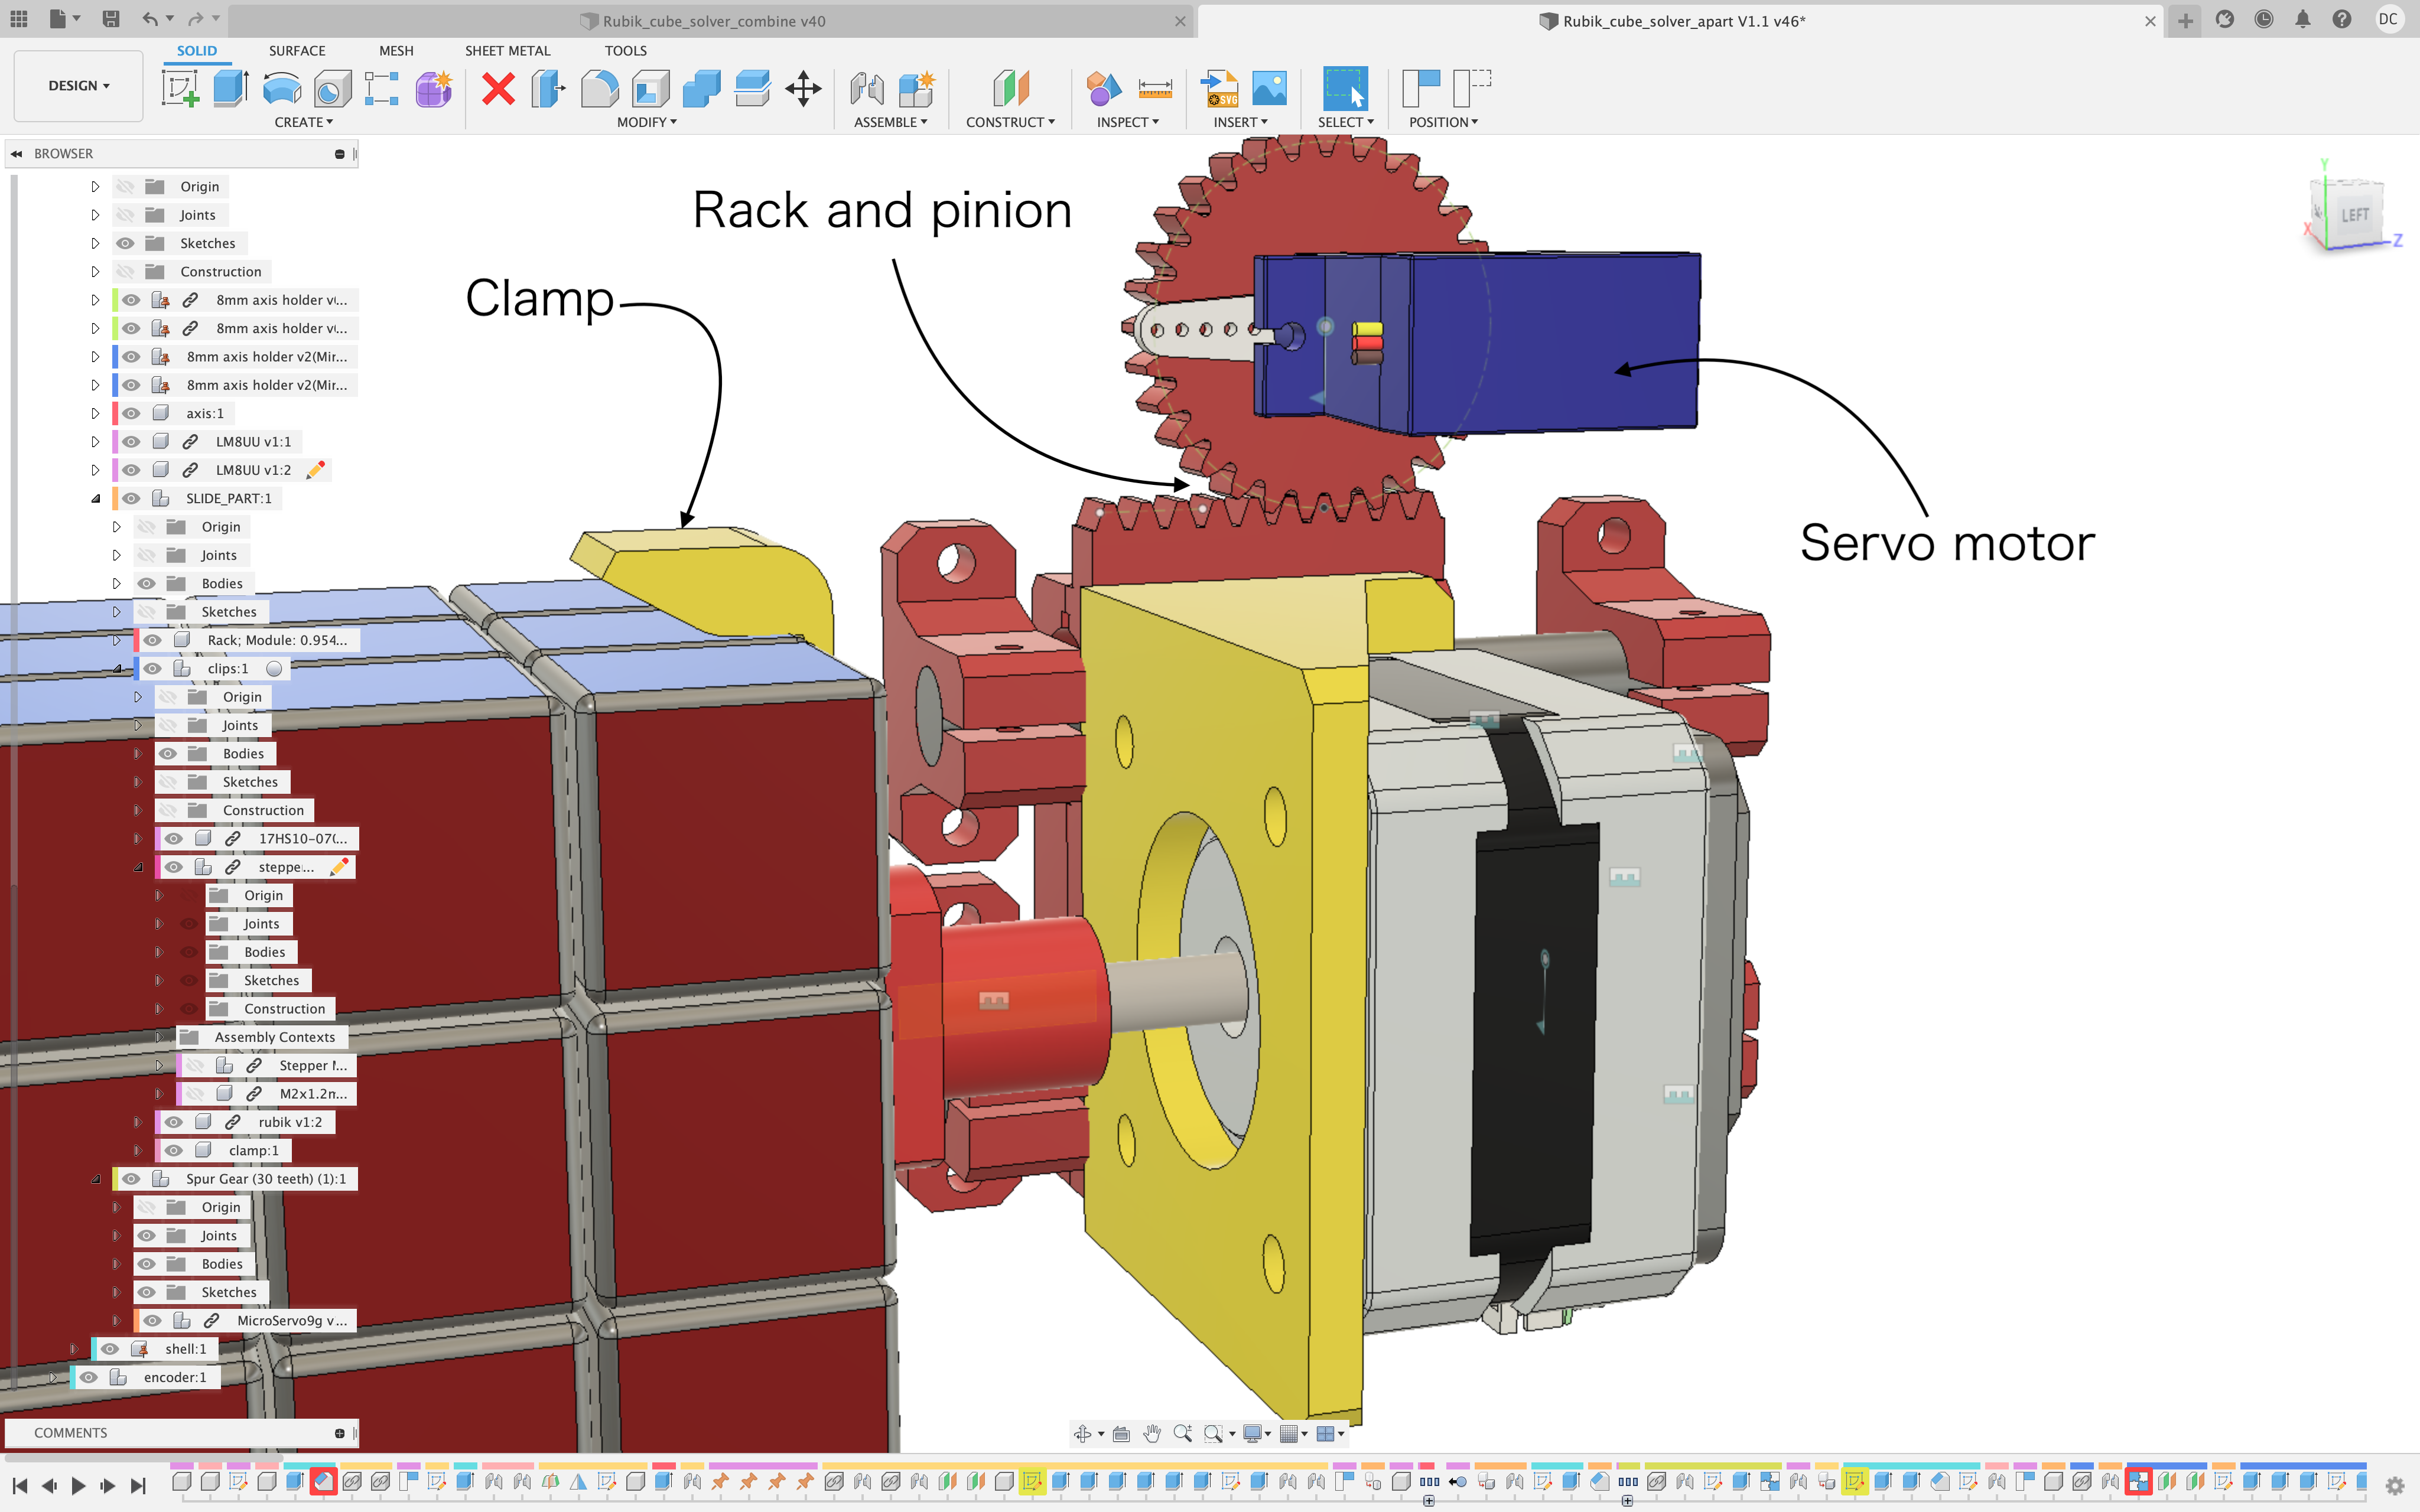 Rubik_cube_solver_combine v40
Rubik_cube_solver_apart V1.1 v46*
DC
DESIGN
SOLID
SURFACE
MESH
SHEET METAL
TOOLS
CREATE
MODIFY
ASSEMBLE
CONSTRUCT
INSPECT
INSERT
SVG
SELECT
POSITION
BROWSER
Origin
Joints
Sketches
Construction
8mm axis holder v(...
8mm axis holder v(...
8mm axis holder v2(Mir...
8mm axis holder v2(Mir...
axis:1
LM8UU v1:1
LM8UU v1:2
SLIDE_PART:1
Origin
Joints
Bodies
Sketches
Rack; Module: 0.954...
clips:1
Origin
Joints
Bodies
Sketches
Construction
17HS10-07(...
steppe...
Origin
Joints
Bodies
Sketches
Construction
Assembly Contexts
Stepper M...
M2x1.2m...
rubik v1:2
clamp:1
Spur Gear (30 teeth) (1):1
Origin
Joints
Bodies
Sketches
MicroServo9g v...
shell:1
encoder:1
COMMENTS
Rack and pinion
Clamp
Servo motor
Y
LEFT
X
Z